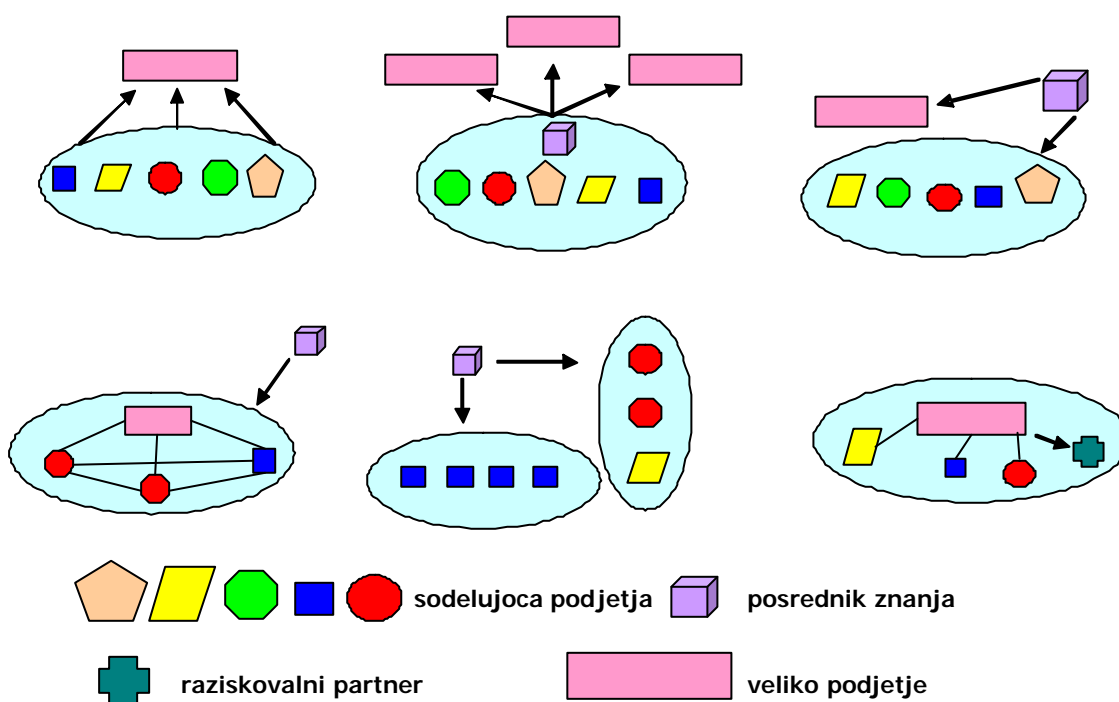 sodelujoca podjetja
posrednik znanja
raziskovalni partner
veliko podjetje